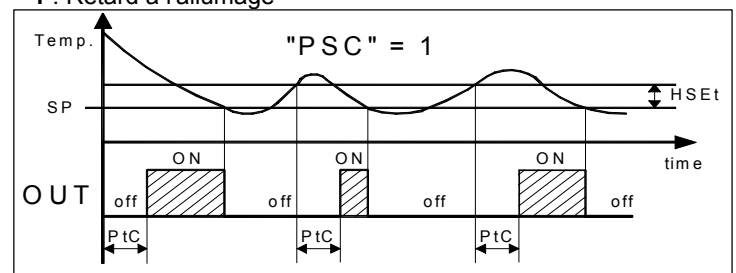 1: Retard à l'allumage
Temp.
"PSC" = 1
HSEt
SP
time
ON ON ON
OUT off off off off
PtC PtC PtC